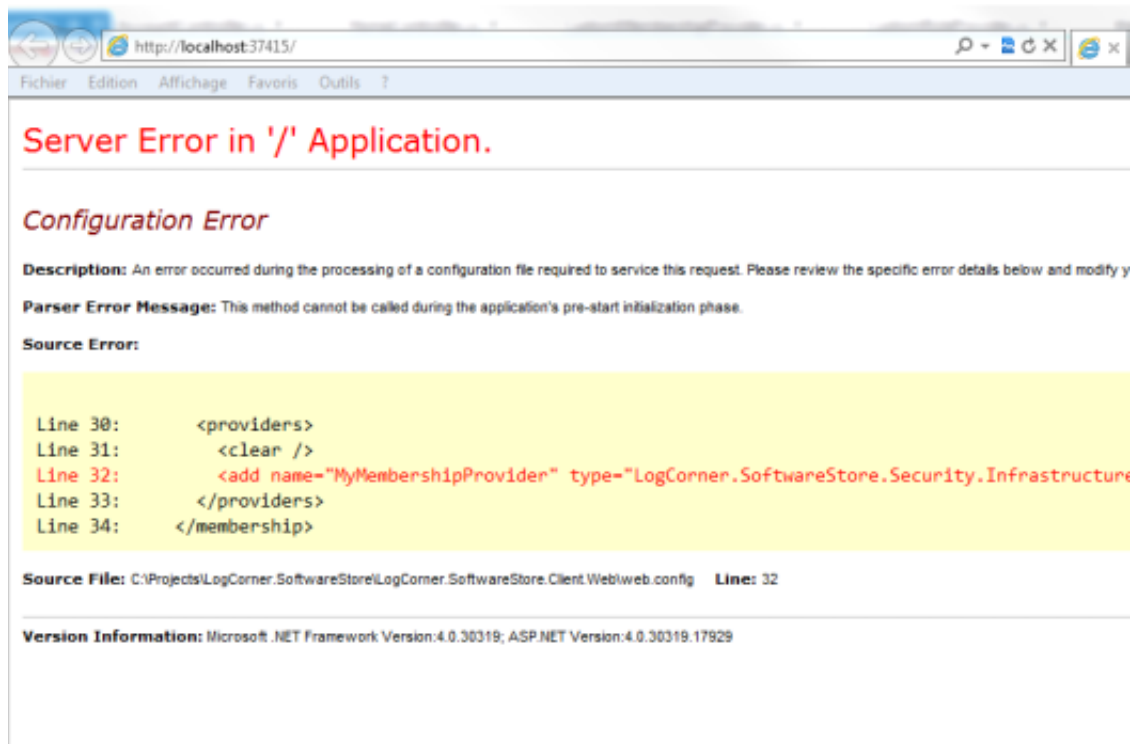 http://localhost:37415/
Fichier Edition Affichage Favoris Outils ?
Server Error in '/' Application.
Configuration Error
Description: An error occurred during the processing of a configuration file required to service this request. Please review the specific error details below and modify y
Parser Error Message: This method cannot be called during the application's pre-start initialization phase.
Source Error:
Line 30: <providers>
Line 31: <clear />
Line 32: <add name="MyMembershipProvider" type="LogCorner.SoftwareStore.Security.Infrastructure
Line 33: </providers>
Line 34: </membership>
Source File: C:\Projects\LogCorner.SoftwareStore\LogCorner.SoftwareStore.Client.Web\web.config Line: 32
Version Information: Microsoft .NET Framework Version:4.0.30319; ASP.NET Version:4.0.30319.17929